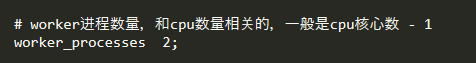 # worker进程数量，和cpu数量相关的，一般是cpu核心数 - 1
worker_processes  2;